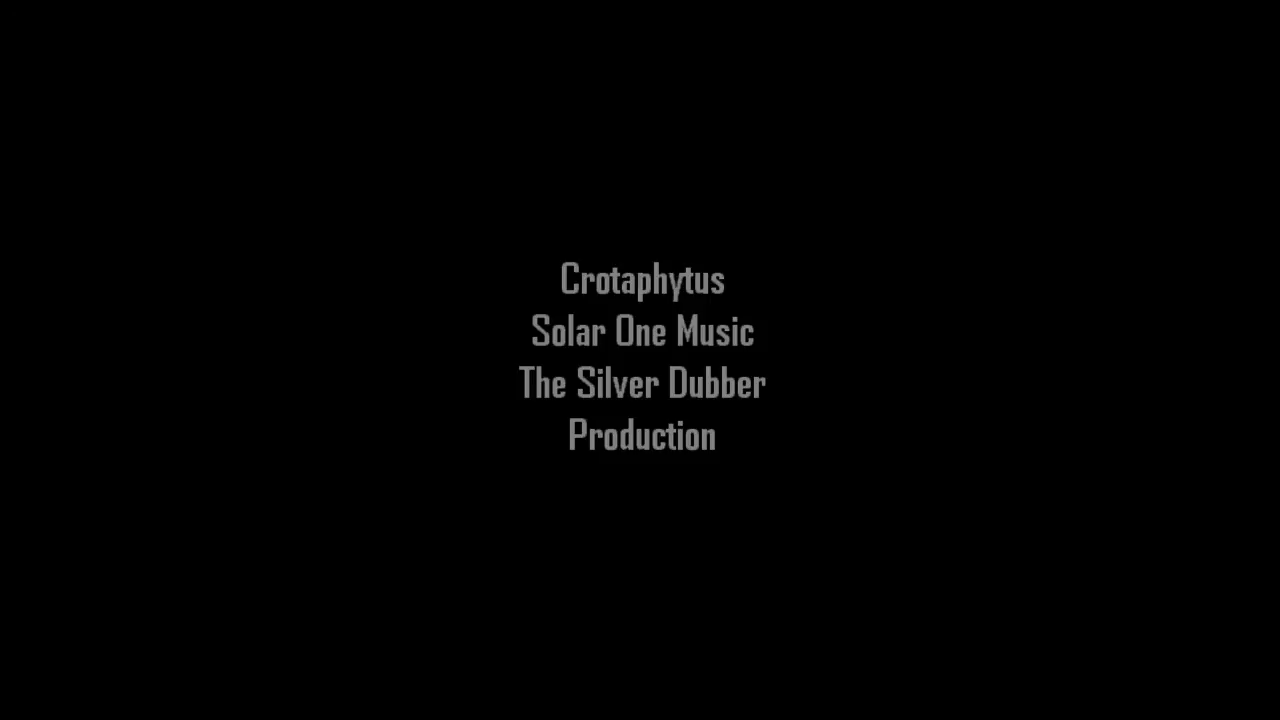 Crotaphytus
Solar One Music
The Silver Dubber
Production